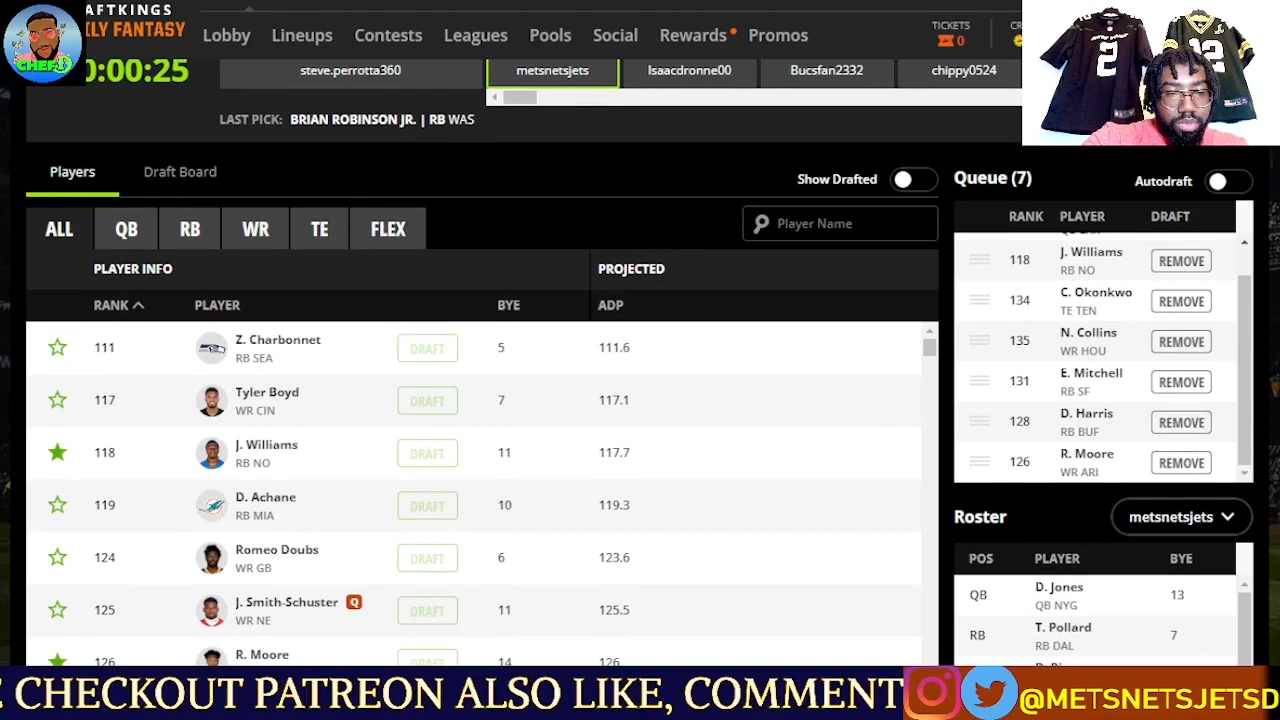 AFTKINGS
LY FANTASY
CHEF
Lobby Lineups Contests Leagues Pools Social Rewards Promos
TICKETS
0
0:00:25
steve.perrotta360 metsnetsjets Isaacdronne00 Bucsfan2332 chippy0524
LAST PICK: BRIAN ROBINSON JR. | RB WAS
2
12
Players Draft Board
Show Drafted
ALL QB RB WR TE FLEX
Player Name
PLAYER INFO PROJECTED
RANK PLAYER BYE ADP
111 Z. Charbonnet RB SEA DRAFT 5 111.6
117 Tyler Boyd WR CIN DRAFT 7 117.1
118 J. Williams RB NO DRAFT 11 117.7
119 D. Achane RB MIA DRAFT 10 119.3
124 Romeo Doubs WR GB DRAFT 6 123.6
125 J. Smith-Schuster Q WR NE DRAFT 11 125.5
126 R. Moore DRAFT 14 126
Queue (7) Autodraft
RANK PLAYER DRAFT
118 J. Williams RB NO REMOVE
134 C. Okonkwo TE TEN REMOVE
135 N. Collins WR HOU REMOVE
131 E. Mitchell RB SF REMOVE
128 D. Harris RB BUF REMOVE
126 R. Moore WR ARI REMOVE
Roster metsnetsjets
POS PLAYER BYE
QB D. Jones QB NYG 13
RB T. Pollard RB DAL 7
E CHECKOUT PATREON ALSO LIKE, COMMENT
@METSNETSJETSD